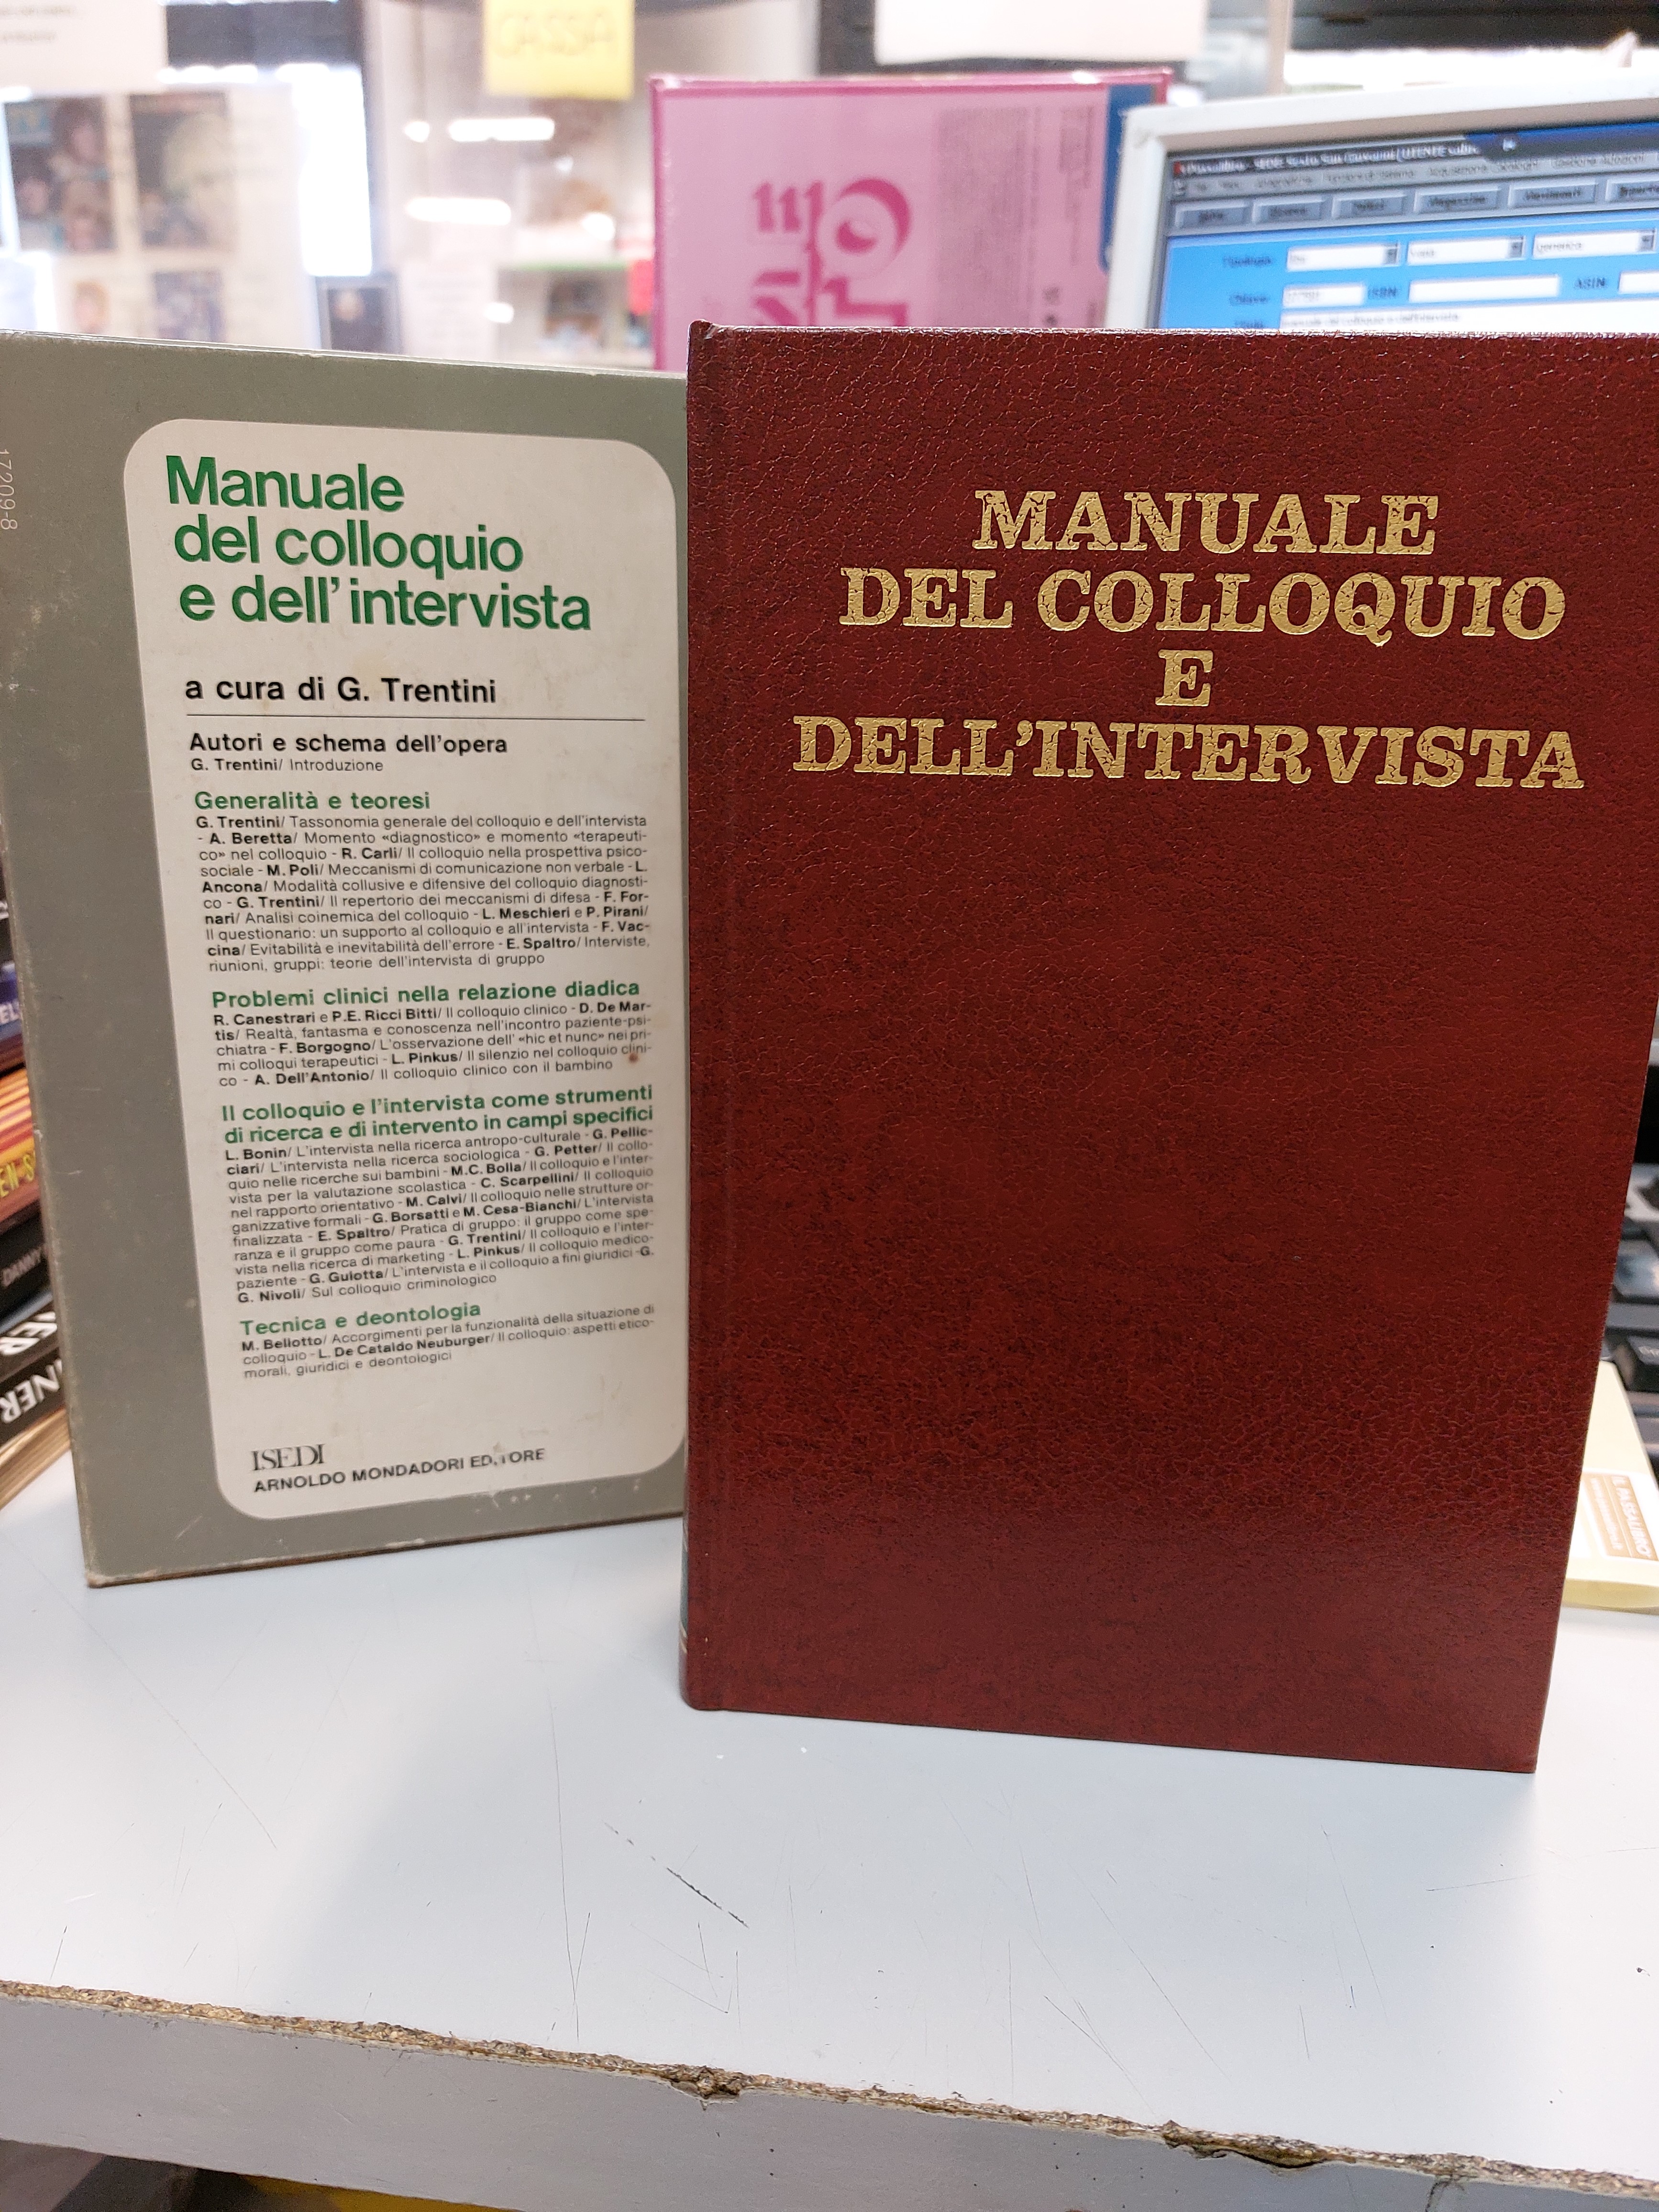 CASSA
17209-8
Manuale
del colloquio
e dell'intervista
a cura di G. Trentini
Autori e schema dell'opera
G. Trentini/ Introduzione
Generalità e teoresi
G. Trentini/ Tassonomia generale del colloquio e dell'intervista
- A. Beretta/ Momento «diagnostico» e momento «terapeuti-
co» nel colloquio - R. Carli/ Il colloquio nella prospettiva psico-
sociale - M. Poli/ Meccanismi di comunicazione non verbale - L.
Ancona/ Modalità collusive e difensive del colloquio diagnosti-
co - G. Trentini/ Il repertorio dei meccanismi di difesa - F. For-
nari/ Analisi coinemica del colloquio - L. Meschieri e P. Pirani/
Il questionario: un supporto al colloquio e all'intervista - F. Vac-
cina/ Evitabilità e inevitabilità dell'errore - E. Spaltro/ Interviste,
riunioni, gruppi: teorie dell'intervista di gruppo
Problemi clinici nella relazione diadica
R. Canestrari e P.E. Ricci Bitti/ Il colloquio clinico - D. De Mar-
tis/ Realtà, fantasma e conoscenza nell'incontro paziente-psi-
chiatra - F. Borgogno/ L'osservazione dell' «hic et nunc» nei pri-
mi colloqui terapeutici - L. Pinkus/ Il silenzio nel colloquio clini-
co - A. Dell'Antonio/ Il colloquio clinico con il bambino
Il colloquio e l'intervista come strumenti
di ricerca e di intervento in campi specifici
L. Bonin/ L'intervista nella ricerca antropo-culturale - G. Pellic-
ciari/ L'intervista nella ricerca sociologica - G. Petter/ Il collo-
quio nelle ricerche sui bambini - M.C. Bolla/ Il colloquio e l'inter-
vista per la valutazione scolastica - C. Scarpellini/ Il colloquio
nel rapporto orientativo - M. Calvi/ Il colloquio nelle strutture or-
ganizzative formali - G. Borsatti e M. Cesa-Bianchi/ L'intervista
finalizzata - E. Spaltro/ Pratica di gruppo: il gruppo come spe-
ranza e il gruppo come paura - G. Trentini/ Il colloquio e l'inter-
vista nella ricerca di marketing - L. Pinkus/ Il colloquio medico-
paziente - G. Gulotta/ L'intervista e il colloquio a fini giuridici - G.
G. Nivoli/ Sul colloquio criminologico
Tecnica e deontologia
M. Bellotto/ Accorgimenti per la funzionalità della situazione di
colloquio - L. De Cataldo Neuburger/ Il colloquio: aspetti etico-
morali, giuridici e deontologici
ISEDI
ARNOLDO MONDADORI EDITORE
MANUALE
DEL COLLOQUIO
E
DELL'INTERVISTA
ISBN:
ASIN:
DANNY